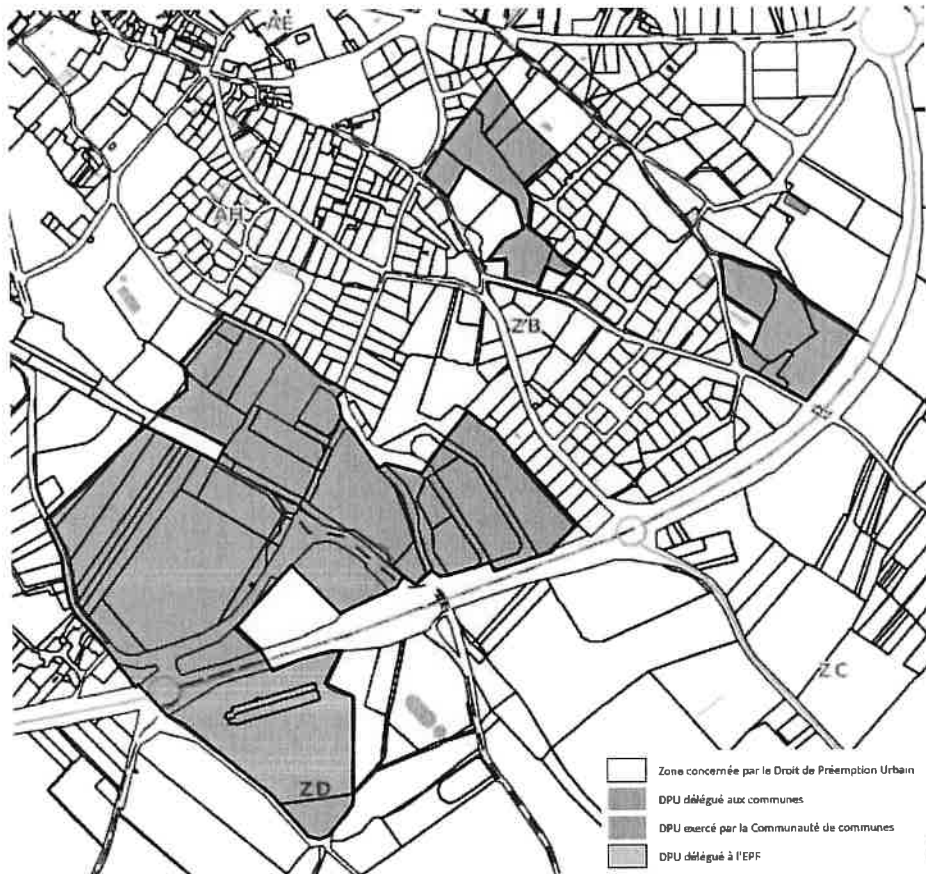 AE
AH
Z'B
ZC
ZD
Zone concernée par le Droit de Préemption Urbain
DPU délégué aux communes
DPU exercé par la Communauté de communes
DPU délégué à l'EPF